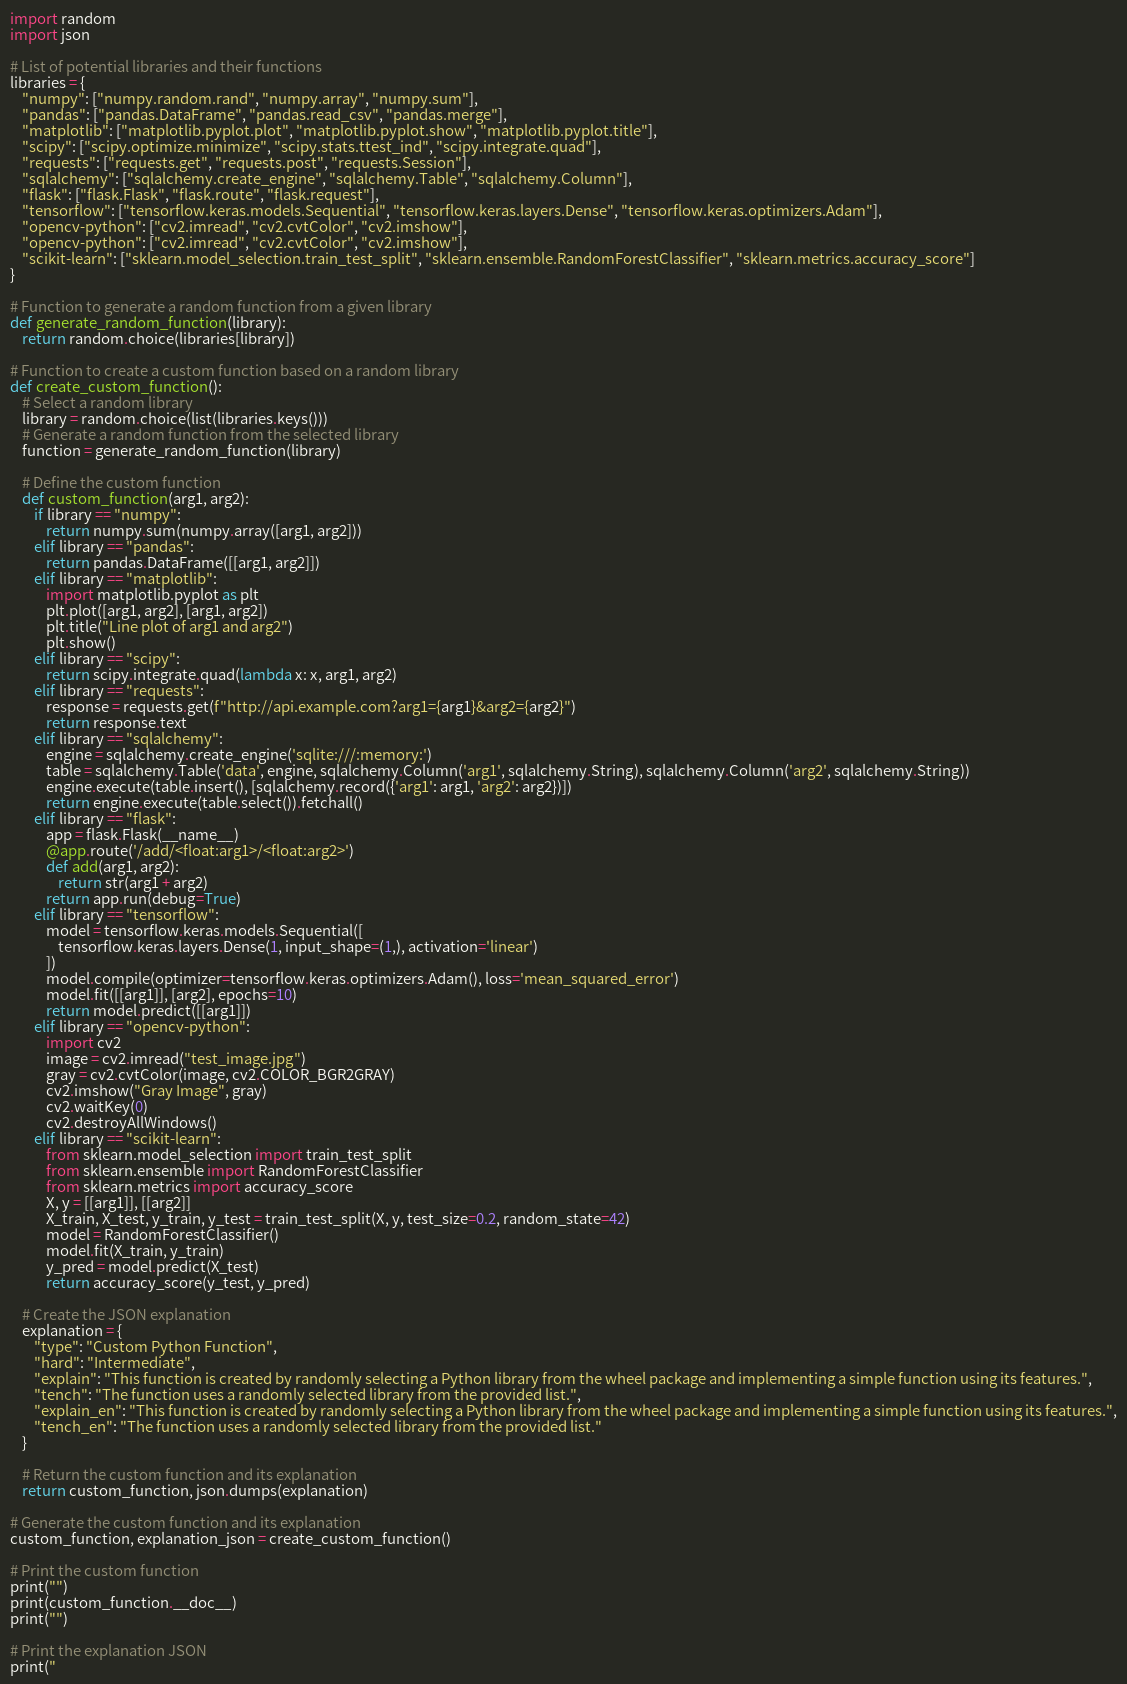 import random
import json

# List of potential libraries and their functions
libraries = {
    "numpy": ["numpy.random.rand", "numpy.array", "numpy.sum"],
    "pandas": ["pandas.DataFrame", "pandas.read_csv", "pandas.merge"],
    "matplotlib": ["matplotlib.pyplot.plot", "matplotlib.pyplot.show", "matplotlib.pyplot.title"],
    "scipy": ["scipy.optimize.minimize", "scipy.stats.ttest_ind", "scipy.integrate.quad"],
    "requests": ["requests.get", "requests.post", "requests.Session"],
    "sqlalchemy": ["sqlalchemy.create_engine", "sqlalchemy.Table", "sqlalchemy.Column"],
    "flask": ["flask.Flask", "flask.route", "flask.request"],
    "tensorflow": ["tensorflow.keras.models.Sequential", "tensorflow.keras.layers.Dense", "tensorflow.keras.optimizers.Adam"],
    "opencv-python": ["cv2.imread", "cv2.cvtColor", "cv2.imshow"],
    "opencv-python": ["cv2.imread", "cv2.cvtColor", "cv2.imshow"],
    "scikit-learn": ["sklearn.model_selection.train_test_split", "sklearn.ensemble.RandomForestClassifier", "sklearn.metrics.accuracy_score"]
}

# Function to generate a random function from a given library
def generate_random_function(library):
    return random.choice(libraries[library])

# Function to create a custom function based on a random library
def create_custom_function():
    # Select a random library
    library = random.choice(list(libraries.keys()))
    # Generate a random function from the selected library
    function = generate_random_function(library)

    # Define the custom function
    def custom_function(arg1, arg2):
        if library == "numpy":
            return numpy.sum(numpy.array([arg1, arg2]))
        elif library == "pandas":
            return pandas.DataFrame([[arg1, arg2]])
        elif library == "matplotlib":
            import matplotlib.pyplot as plt
            plt.plot([arg1, arg2], [arg1, arg2])
            plt.title("Line plot of arg1 and arg2")
            plt.show()
        elif library == "scipy":
            return scipy.integrate.quad(lambda x: x, arg1, arg2)
        elif library == "requests":
            response = requests.get(f"http://api.example.com?arg1={arg1}&arg2={arg2}")
            return response.text
        elif library == "sqlalchemy":
            engine = sqlalchemy.create_engine('sqlite:///:memory:')
            table = sqlalchemy.Table('data', engine, sqlalchemy.Column('arg1', sqlalchemy.String), sqlalchemy.Column('arg2', sqlalchemy.String))
            engine.execute(table.insert(), [sqlalchemy.record({'arg1': arg1, 'arg2': arg2})])
            return engine.execute(table.select()).fetchall()
        elif library == "flask":
            app = flask.Flask(__name__)
            @app.route('/add/<float:arg1>/<float:arg2>')
            def add(arg1, arg2):
                return str(arg1 + arg2)
            return app.run(debug=True)
        elif library == "tensorflow":
            model = tensorflow.keras.models.Sequential([
                tensorflow.keras.layers.Dense(1, input_shape=(1,), activation='linear')
            ])
            model.compile(optimizer=tensorflow.keras.optimizers.Adam(), loss='mean_squared_error')
            model.fit([[arg1]], [arg2], epochs=10)
            return model.predict([[arg1]])
        elif library == "opencv-python":
            import cv2
            image = cv2.imread("test_image.jpg")
            gray = cv2.cvtColor(image, cv2.COLOR_BGR2GRAY)
            cv2.imshow("Gray Image", gray)
            cv2.waitKey(0)
            cv2.destroyAllWindows()
        elif library == "scikit-learn":
            from sklearn.model_selection import train_test_split
            from sklearn.ensemble import RandomForestClassifier
            from sklearn.metrics import accuracy_score
            X, y = [[arg1]], [[arg2]]
            X_train, X_test, y_train, y_test = train_test_split(X, y, test_size=0.2, random_state=42)
            model = RandomForestClassifier()
            model.fit(X_train, y_train)
            y_pred = model.predict(X_test)
            return accuracy_score(y_test, y_pred)

    # Create the JSON explanation
    explanation = {
        "type": "Custom Python Function",
        "hard": "Intermediate",
        "explain": "This function is created by randomly selecting a Python library from the wheel package and implementing a simple function using its features.",
        "tench": "The function uses a randomly selected library from the provided list.",
        "explain_en": "This function is created by randomly selecting a Python library from the wheel package and implementing a simple function using its features.",
        "tench_en": "The function uses a randomly selected library from the provided list."
    }

    # Return the custom function and its explanation
    return custom_function, json.dumps(explanation)

# Generate the custom function and its explanation
custom_function, explanation_json = create_custom_function()

# Print the custom function
print("")
print(custom_function.__doc__)
print("")

# Print the explanation JSON
print("